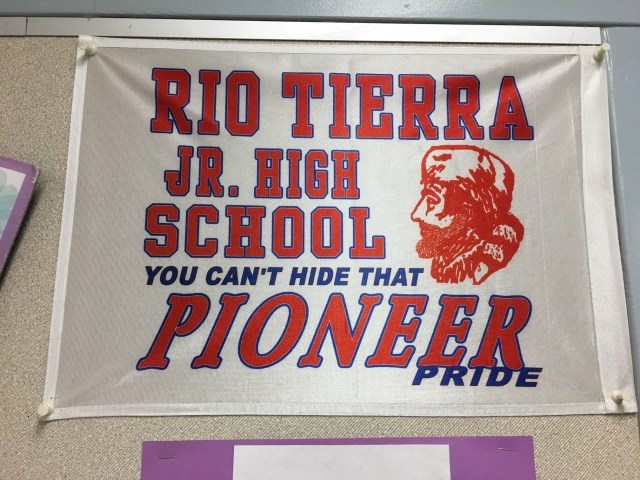 RIO TIERRA
JR. HIGH
SCHOOL
YOU CAN'T HIDE THAT
PIONEER
PRIDE